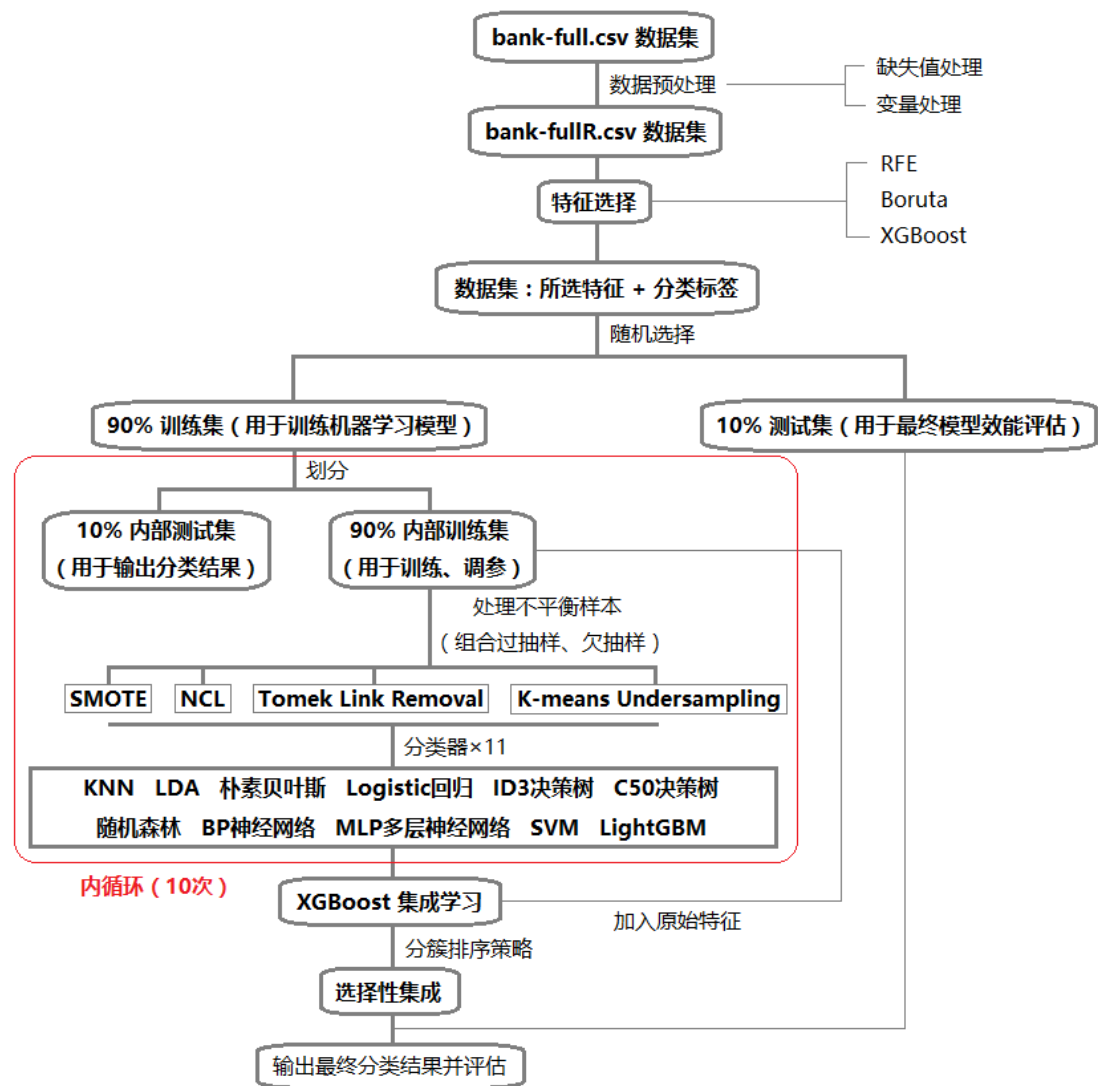 bank-full.csv 数据集
数据预处理
缺失值处理
变量处理
bank-fullR.csv 数据集
特征选择
RFE
Boruta
XGBoost
数据集：所选特征 + 分类标签
随机选择
90% 训练集（用于训练机器学习模型）
10% 测试集（用于最终模型效能评估）
划分
10% 内部测试集
（用于输出分类结果）
90% 内部训练集
（用于训练、调参）
处理不平衡样本
（组合过抽样、欠抽样）
SMOTE
NCL
Tomek Link Removal
K-means Undersampling
分类器×11
KNN LDA 朴素贝叶斯 Logistic回归 ID3决策树 C50决策树
随机森林 BP神经网络 MLP多层神经网络 SVM LightGBM
内循环（10次）
XGBoost 集成学习
加入原始特征
分簇排序策略
选择性集成
输出最终分类结果并评估